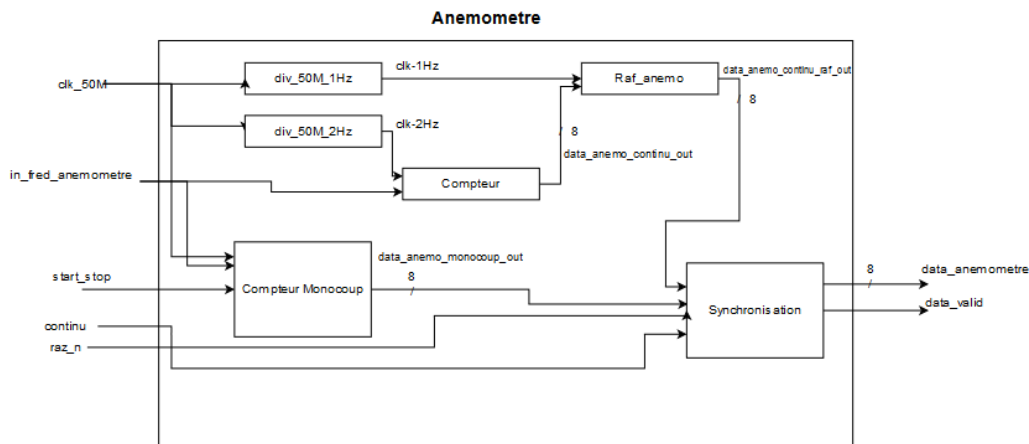 Anemometre
clk_50M
div_50M_1Hz
clk-1Hz
Raf_anemo
data_anemo_continu_raf_out
8
div_50M_2Hz
clk-2Hz
8
data_anemo_continu_out
in_fred_anemometre
Compteur
start_stop
Compteur Monocoup
data_anemo_monocoup_out
8
continu
raz_n
Synchronisation
8
data_anemometre
data_valid